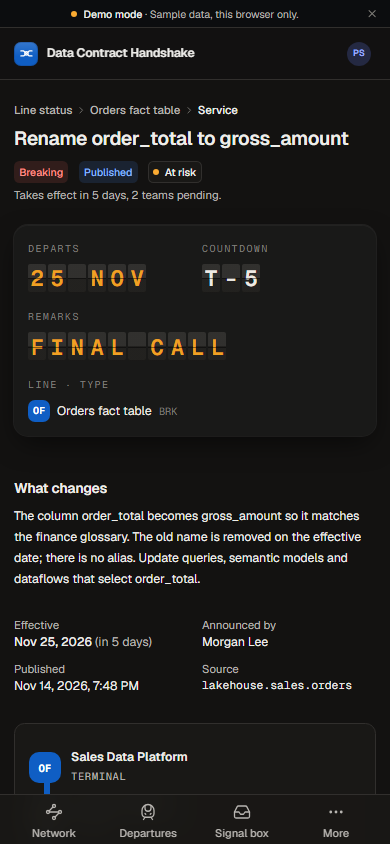 Demo mode · Sample data, this browser only.
Data Contract Handshake
PS
Line status > Orders fact table > Service
Rename order_total to gross_amount
Breaking Published At risk
Takes effect in 5 days, 2 teams pending.
DEPARTS COUNTDOWN
25 NOV T-5
REMARKS
FINAL CALL
LINE · TYPE
OF Orders fact table BRK
What changes
The column order_total becomes gross_amount so it matches
the finance glossary. The old name is removed on the effective
date; there is no alias. Update queries, semantic models and
dataflows that select order_total.
Effective Announced by
Nov 25, 2026 (in 5 days) Morgan Lee
Published Source
Nov 14, 2026, 7:48 PM lakehouse.sales.orders
Sales Data Platform
OF
TERMINAL
Network Departures Signal box More